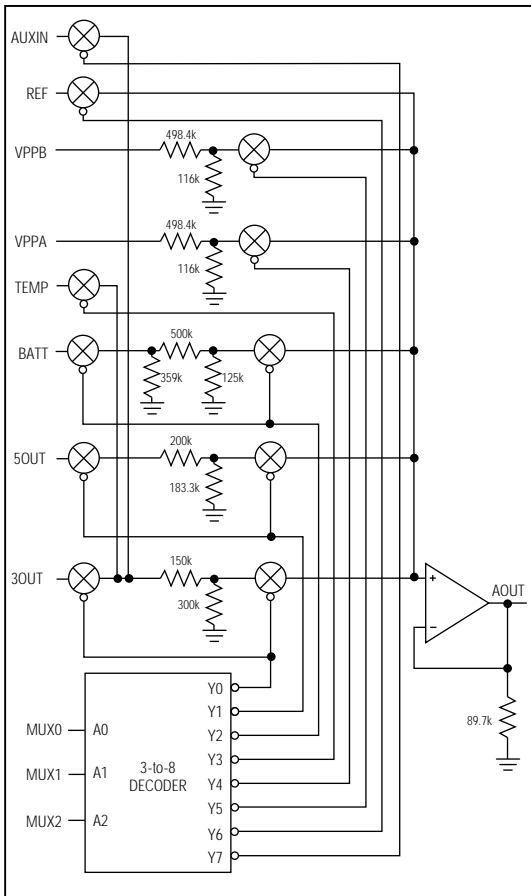 AUXIN
REF
498.4k
VPPB
116k
498.4k
VPPA
116k
TEMP
500k
BATT
359k
125k
200k
5OUT
183.3k
150k
3OUT
300k
+
AOUT
−
89.7k
Y0
Y1
MUX0 A0
Y2
3-to-8
DECODER
Y3
MUX1 A1
Y4
Y5
MUX2 A2
Y6
Y7